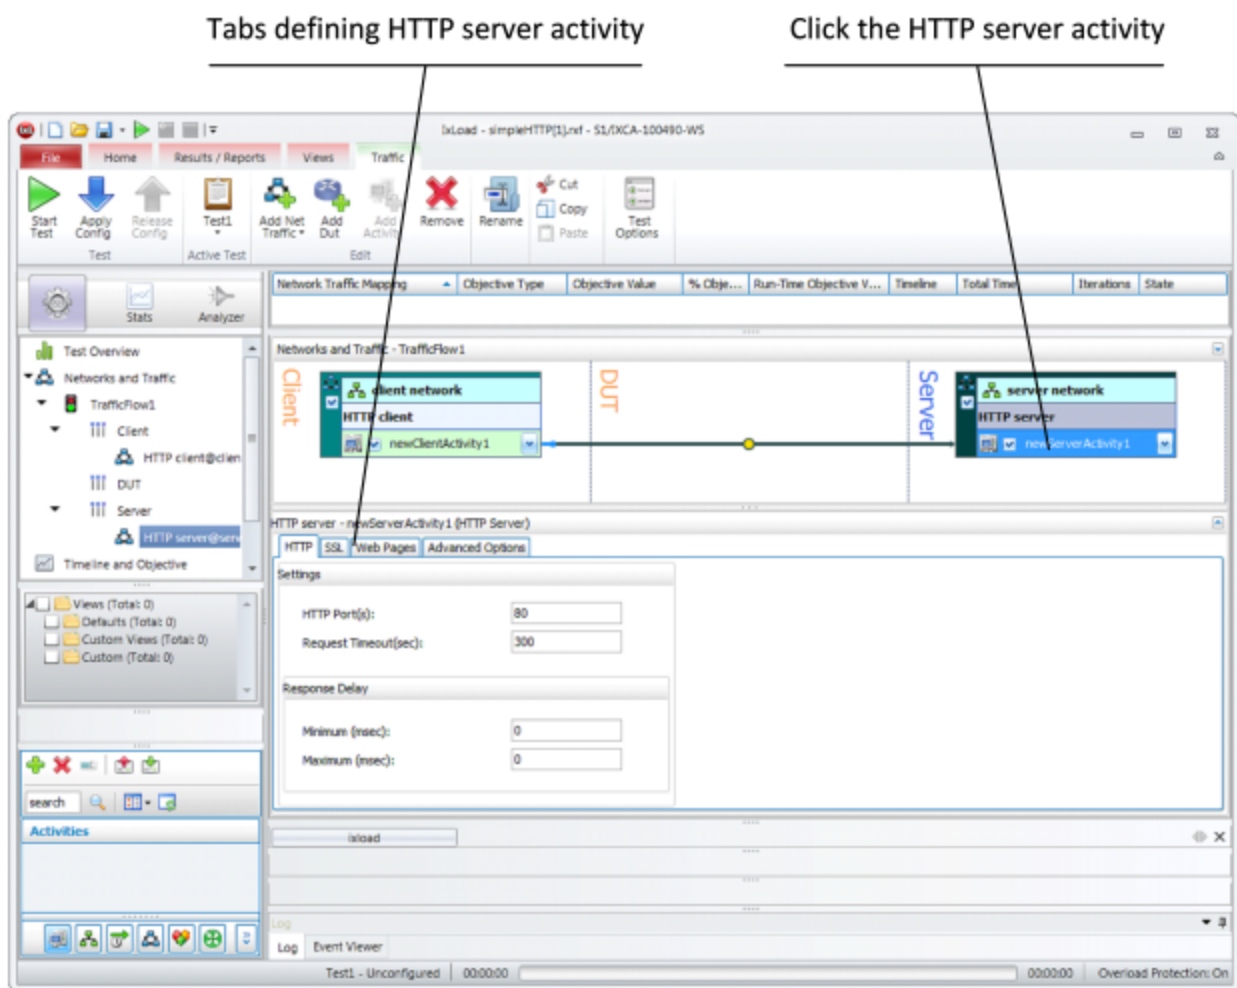 Tabs defining HTTP server activity
Click the HTTP server activity
IxLoad - simpleHTTP[1].rxf - S1/IXCA-100490-WS
File Home Results / Reports Views Traffic
Start Test
Apply Config
Release Config
Test1
Add Net Traffic
Add Dut
Add Activity
Remove
Rename
Cut
Copy
Paste
Test Options
Test
Active Test
Edit
Stats
Analyzer
Network Traffic Mapping Objective Type Objective Value % Obje... Run-Time Objective V... Timeline Total Time Iterations State
Test Overview
Networks and Traffic
TrafficFlow1
Client
HTTP client@clien
DUT
Server
HTTP server@serv
Timeline and Objective
Networks and Traffic - TrafficFlow1
Client
client network
HTTP client
newClientActivity1
DUT
Server
server network
HTTP server
newServerActivity1
HTTP server - newServerActivity1 (HTTP Server)
HTTP SSL Web Pages Advanced Options
Settings
HTTP Port(s): 80
Request Timeout(sec): 300
Response Delay
Minimum (msec): 0
Maximum (msec): 0
Views (Total: 0)
Defaults (Total: 0)
Custom Views (Total: 0)
Custom (Total: 0)
search
Activities
ixload
Log
Log Event Viewer
Test1 - Unconfigured 00:00:00 00:00:00 Overload Protection: On